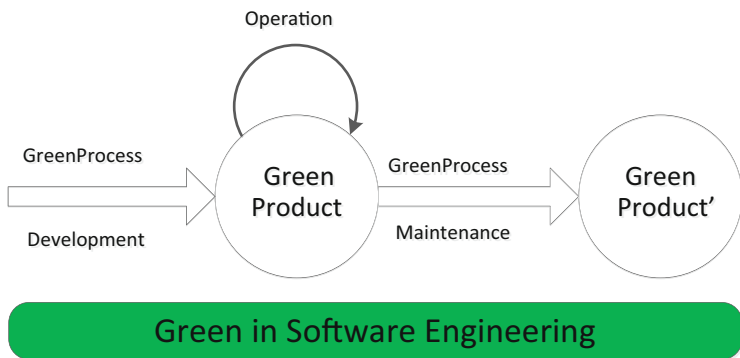 Operation
GreenProcess
Development
Green
Product
GreenProcess
Maintenance
Green
Product’
Green in Software Engineering